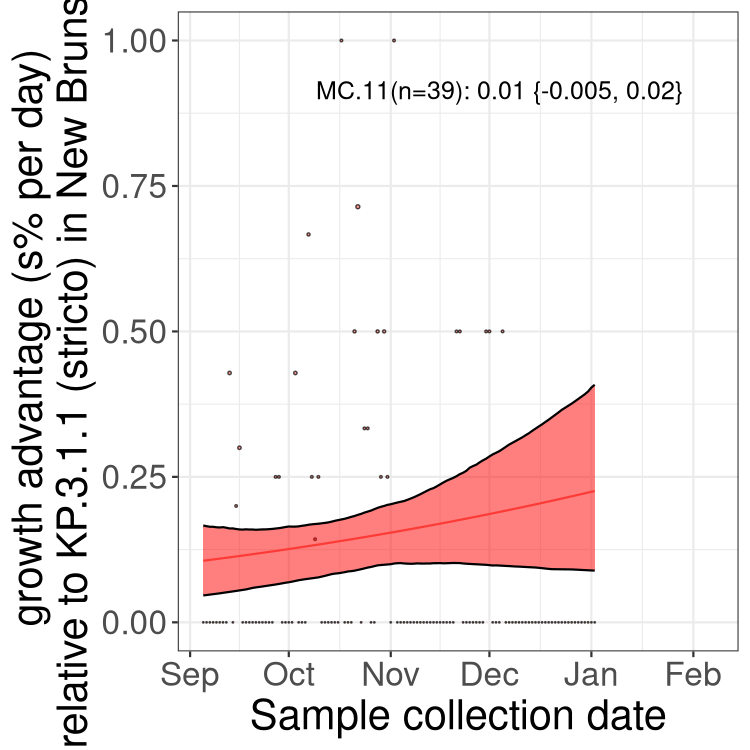 growth advantage (s% per day)
relative to KP.3.1.1 (stricto) in New Bruns
1.00
0.75
0.50
0.25
0.00
MC.11(n=39): 0.01 {-0.005, 0.02}
Sep Oct Nov Dec Jan Feb
Sample collection date